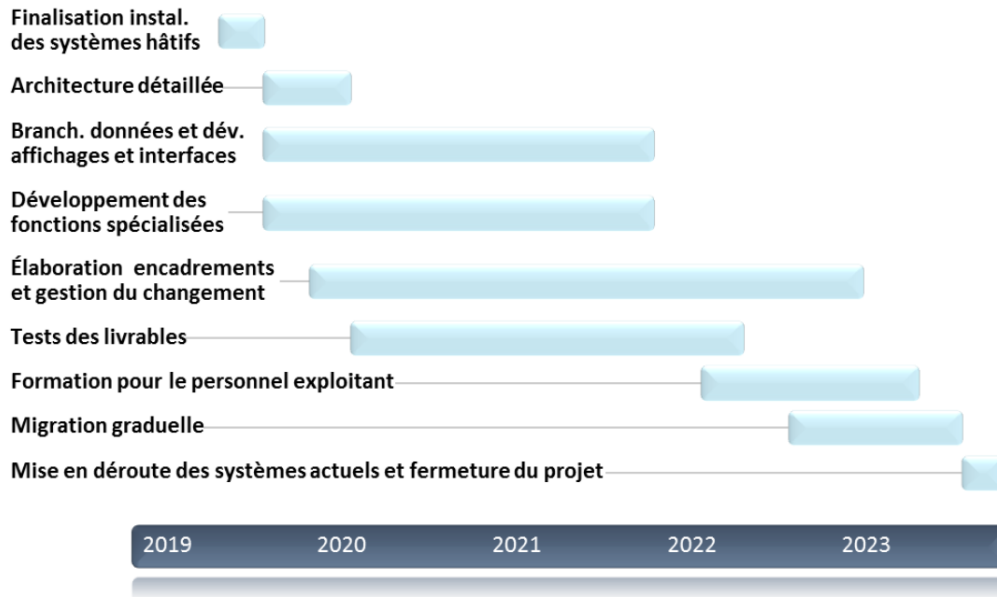 Finalisation instal.
des systèmes hâtifs
Architecture détaillée
Branch. données et dév.
affichages et interfaces
Développement des
fonctions spécialisées
Élaboration encadrements
et gestion du changement
Tests des livrables
Formation pour le personnel exploitant
Migration graduelle
Mise en déroute des systèmes actuels et fermeture du projet
2019 2020 2021 2022 2023